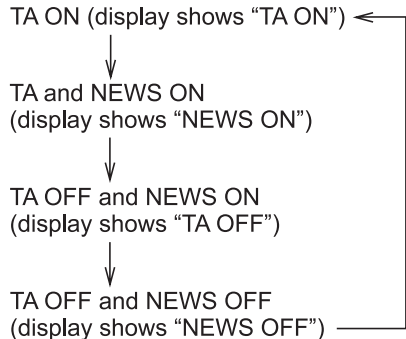 TA ON (display shows “TA ON”)
TA and NEWS ON
(display shows “NEWS ON”)
TA OFF and NEWS ON
(display shows “TA OFF”)
TA OFF and NEWS OFF
(display shows “NEWS OFF”)